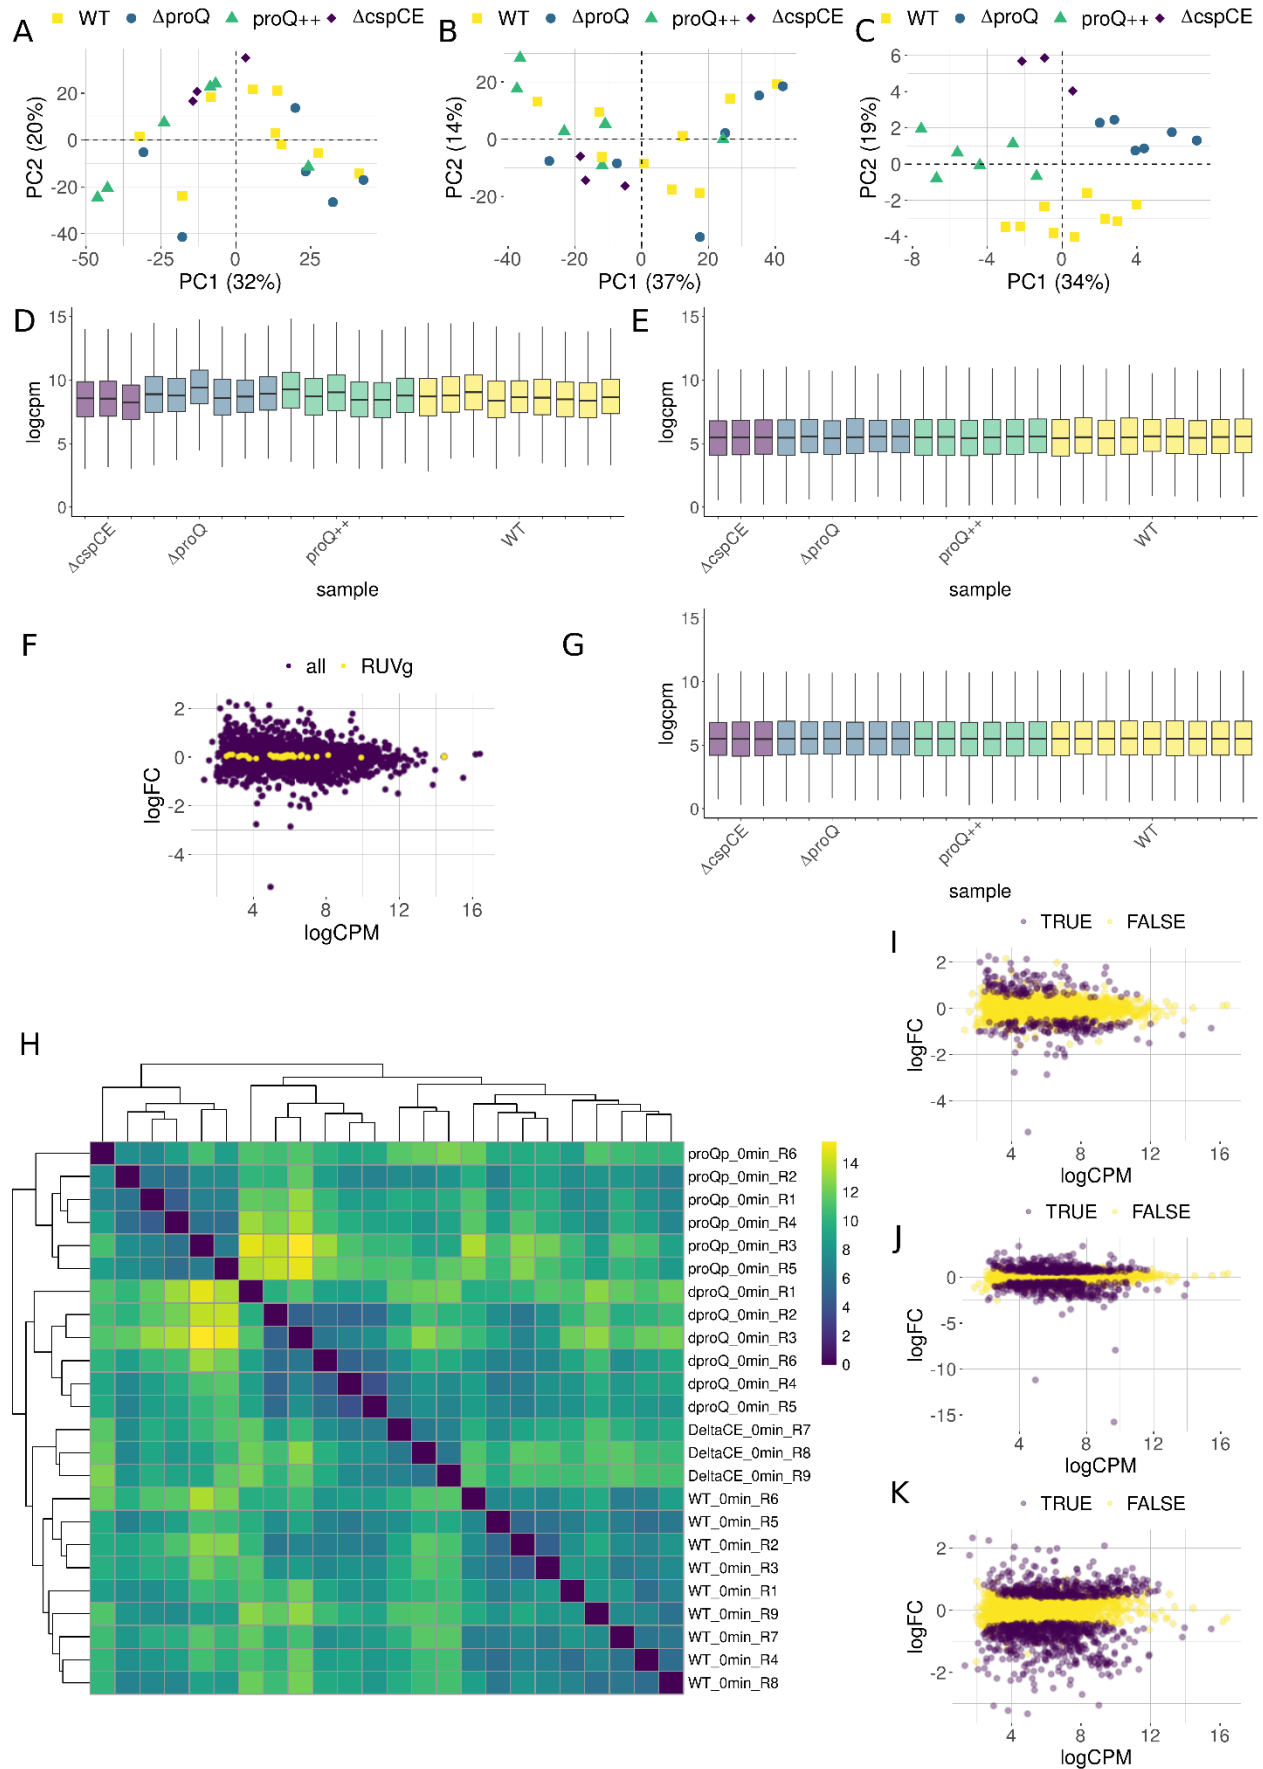 A
WT ΔproQ proQ++ ΔcspCE
PC2 (20%)
20
0
-20
-40
-50 -25 0 25
PC1 (32%)
B
WT ΔproQ proQ++ ΔcspCE
PC2 (14%)
20
0
-20
-40 -20 0 20 40
PC1 (37%)
C
WT ΔproQ proQ++ ΔcspCE
PC2 (19%)
6
4
2
0
-2
-4
-8 -4 0 4
PC1 (34%)
D
logcpm
15
10
5
0
ΔcspCE ΔproQ proQ++ WT
sample
E
logcpm
15
10
5
0
ΔcspCE ΔproQ proQ++ WT
sample
F
all RUVg
logFC
2
0
-2
-4
4 8 12 16
logCPM
G
logcpm
15
10
5
0
ΔcspCE ΔproQ proQ++ WT
sample
H
proQp_0min_R6
proQp_0min_R2
proQp_0min_R1
proQp_0min_R4
proQp_0min_R3
proQp_0min_R5
dproQ_0min_R1
dproQ_0min_R2
dproQ_0min_R3
dproQ_0min_R6
dproQ_0min_R4
dproQ_0min_R5
DeltaCE_0min_R7
DeltaCE_0min_R8
DeltaCE_0min_R9
WT_0min_R6
WT_0min_R5
WT_0min_R2
WT_0min_R3
WT_0min_R1
WT_0min_R9
WT_0min_R7
WT_0min_R4
WT_0min_R8
14
12
10
8
6
4
2
0
I
TRUE FALSE
logFC
2
0
-2
-4
4 8 12 16
logCPM
J
TRUE FALSE
logFC
0
-5
-10
-15
4 8 12 16
logCPM
K
TRUE FALSE
logFC
2
0
-2
4 8 12 16
logCPM